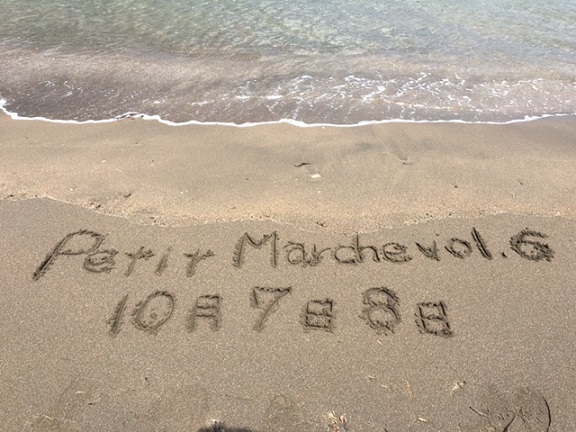 Petit Marche vol.6
10月7日8日